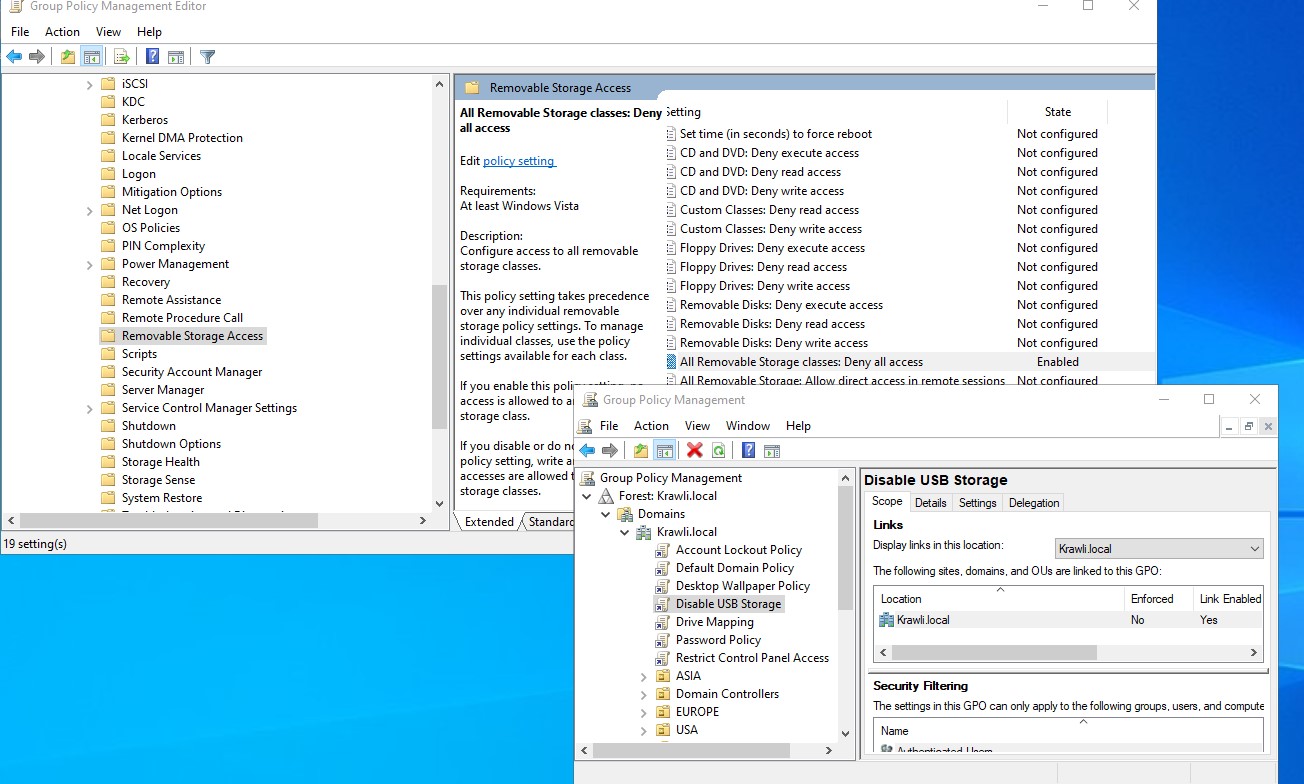 Group Policy Management Editor
File Action View Help
iSCSI
KDC
Kerberos
Kernel DMA Protection
Locale Services
Logon
Mitigation Options
Net Logon
OS Policies
PIN Complexity
Power Management
Recovery
Remote Assistance
Remote Procedure Call
Removable Storage Access
Scripts
Security Account Manager
Server Manager
Service Control Manager Settings
Shutdown
Shutdown Options
Storage Health
Storage Sense
System Restore
19 setting(s)
Removable Storage Access
All Removable Storage classes: Deny
all access
Edit policy setting
Requirements:
At least Windows Vista
Description:
Configure access to all removable
storage classes.
This policy setting takes precedence
over any individual removable
storage policy settings. To manage
individual classes, use the policy
settings available for each class.
If you enable this policy setting, no
access is allowed to
storage class.
If you disable or do
policy setting, write
accesses are allowed
storage classes.
Extended Standard
Setting State
Set time (in seconds) to force reboot Not configured
CD and DVD: Deny execute access Not configured
CD and DVD: Deny read access Not configured
CD and DVD: Deny write access Not configured
Custom Classes: Deny read access Not configured
Custom Classes: Deny write access Not configured
Floppy Drives: Deny execute access Not configured
Floppy Drives: Deny read access Not configured
Floppy Drives: Deny write access Not configured
Removable Disks: Deny execute access Not configured
Removable Disks: Deny read access Not configured
Removable Disks: Deny write access Not configured
All Removable Storage classes: Deny all access Enabled
All Removable Storage: Allow direct access in remote sessions Not configured
Group Policy Management
File Action View Window Help
Group Policy Management
Forest: Krawli.local
Domains
Krawli.local
Account Lockout Policy
Default Domain Policy
Desktop Wallpaper Policy
Disable USB Storage
Drive Mapping
Password Policy
Restrict Control Panel Access
ASIA
Domain Controllers
EUROPE
USA
Disable USB Storage
Scope Details Settings Delegation
Links
Display links in this location: Krawli.local
The following sites, domains, and OUs are linked to this GPO:
Location Enforced Link Enabled
Krawli.local No Yes
Security Filtering
The settings in this GPO can only apply to the following groups, users, and compute
Name
Authenticated Users